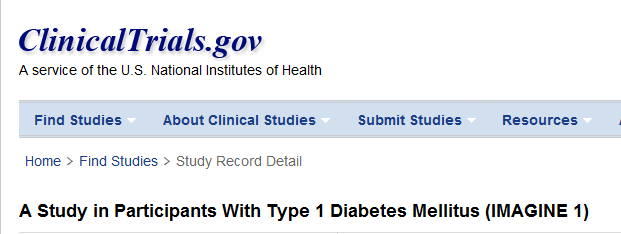 ClinicalTrials.gov
A service of the U.S. National Institutes of Health
Find Studies About Clinical Studies Submit Studies Resources
Home > Find Studies > Study Record Detail
A Study in Participants With Type 1 Diabetes Mellitus (IMAGINE 1)